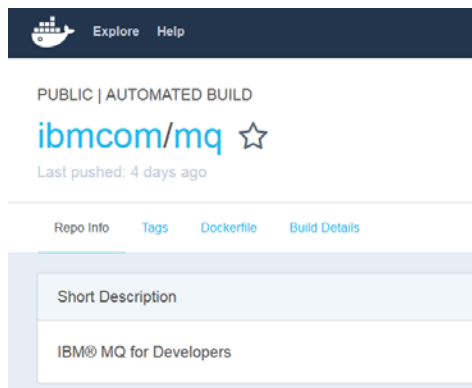 Explore Help
PUBLIC | AUTOMATED BUILD
ibmcom/mq
Last pushed: 4 days ago
Repo Info Tags Dockerfile Build Details
Short Description
IBM® MQ for Developers